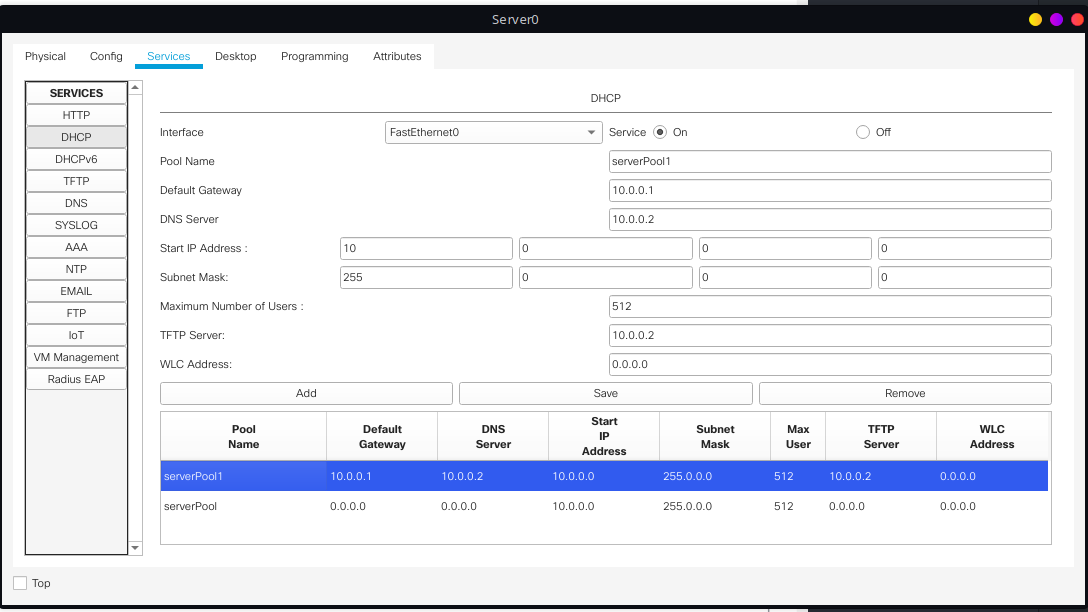 Server0
Physical Config Services Desktop Programming Attributes
SERVICES
HTTP
DHCP
DHCPv6
TFTP
DNS
SYSLOG
AAA
NTP
EMAIL
FTP
IoT
VM Management
Radius EAP
DHCP
Interface FastEthernet0 Service On Off
Pool Name serverPool1
Default Gateway 10.0.0.1
DNS Server 10.0.0.2
Start IP Address : 10 0 0 0
Subnet Mask: 255 0 0 0
Maximum Number of Users : 512
TFTP Server: 10.0.0.2
WLC Address: 0.0.0.0
Add Save Remove
Pool Name Default Gateway DNS Server Start IP Address Subnet Mask Max User TFTP Server WLC Address
serverPool1 10.0.0.1 10.0.0.2 10.0.0.0 255.0.0.0 512 10.0.0.2 0.0.0.0
serverPool 0.0.0.0 0.0.0.0 10.0.0.0 255.0.0.0 512 0.0.0.0 0.0.0.0
Top